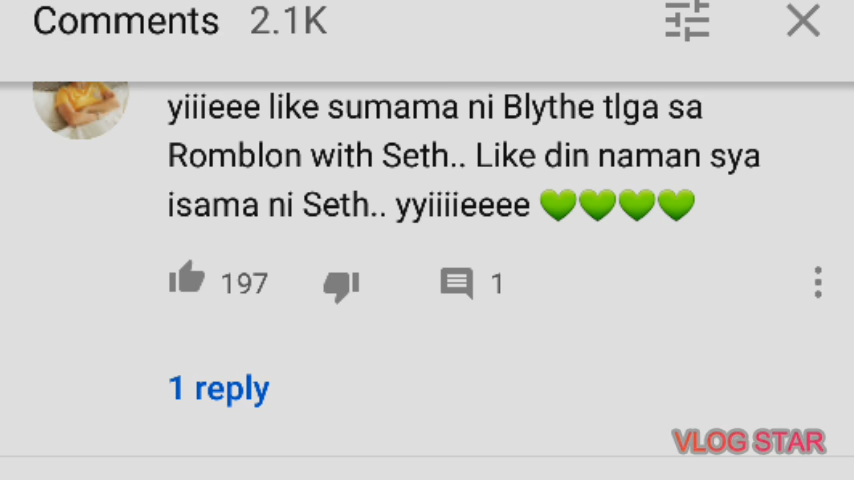 Comments 2.1K
yiiieee like sumama ni Blythe tlga sa
Romblon with Seth.. Like din naman sya
isama ni Seth.. yyiiiieeee 💚💚💚💚
197 1
1 reply
VLOG STAR